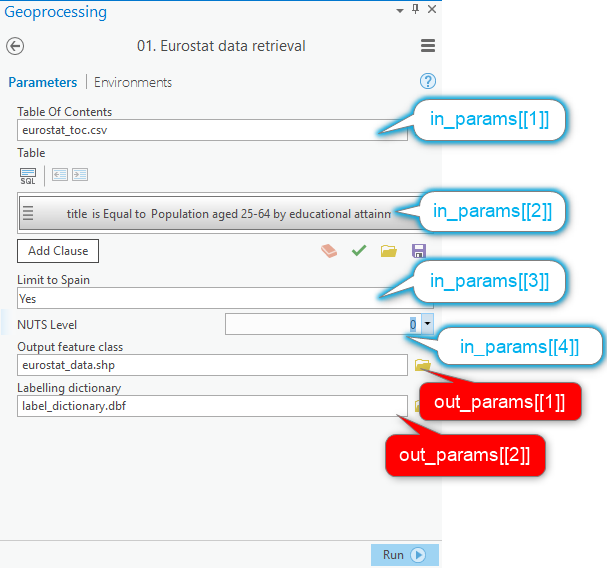 Geoprocessing
01. Eurostat data retrieval
Parameters | Environments
Table Of Contents
eurostat_toc.csv
in_params[[1]]
Table
SQL
title is Equal to Population aged 25-64 by educational attainm
in_params[[2]]
Add Clause
Limit to Spain
Yes
in_params[[3]]
NUTS Level
0
in_params[[4]]
Output feature class
eurostat_data.shp
out_params[[1]]
Labelling dictionary
label_dictionary.dbf
out_params[[2]]
Run